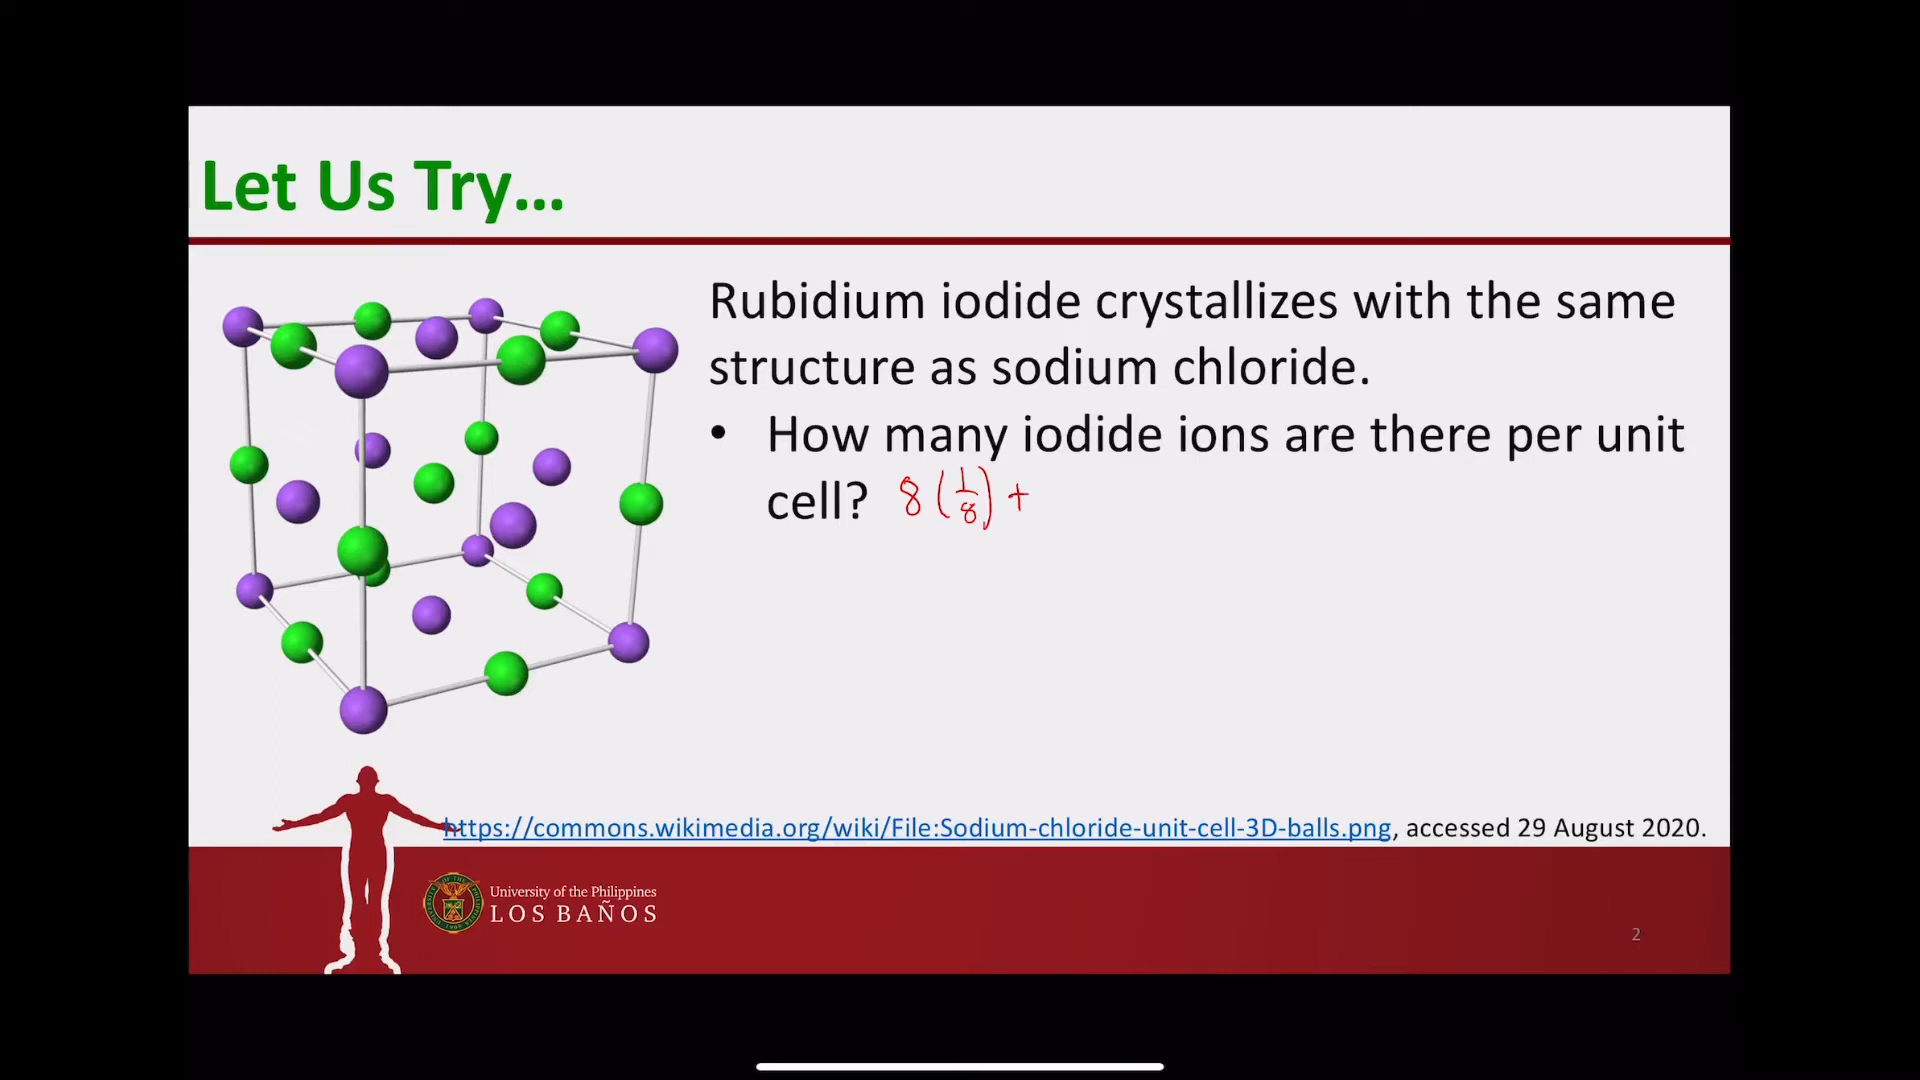 Let Us Try...
Rubidium iodide crystallizes with the same
structure as sodium chloride.
• How many iodide ions are there per unit
cell? 8 (1/8) +
https://commons.wikimedia.org/wiki/File:Sodium-chloride-unit-cell-3D-balls.png, accessed 29 August 2020.
University of the Philippines
LOS BAÑOS
2